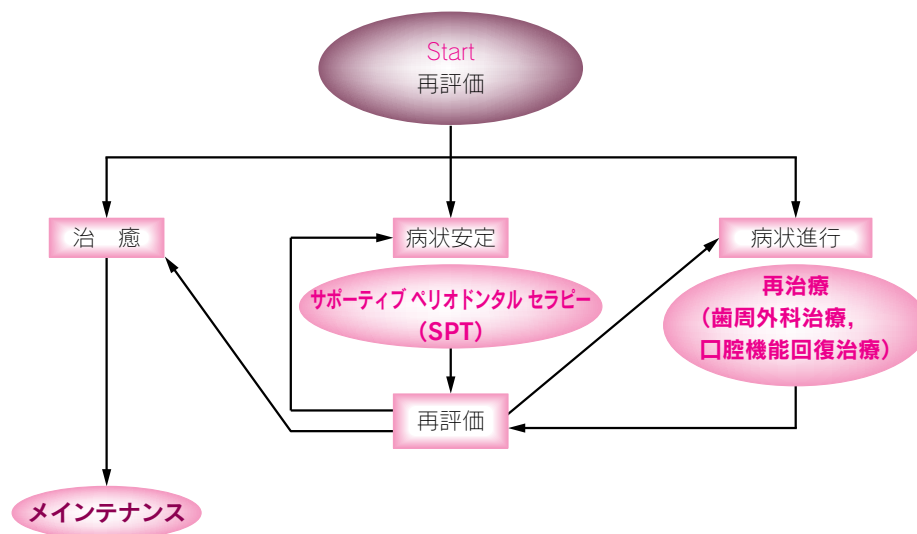 Start
再評価
治　癒
病状安定
病状進行
サポーティブ ペリオドンタル セラピー
（SPT）
再治療
（歯周外科治療，
口腔機能回復治療）
再評価
メインテナンス